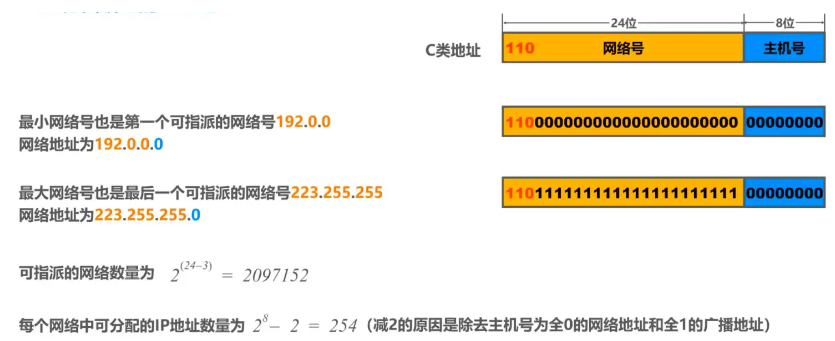 24位
8位
C类地址
110
网络号
主机号
最小网络号也是第一个可指派的网络号192.0.0
网络地址为192.0.0.0
110000000000000000000000 00000000
最大网络号也是最后一个可指派的网络号223.255.255
网络地址为223.255.255.0
110111111111111111111111 00000000
可指派的网络数量为 2^(24-3) = 2097152
每个网络中可分配的IP地址数量为 2^8 - 2 = 254（减2的原因是除去主机号为全0的网络地址和全1的广播地址）